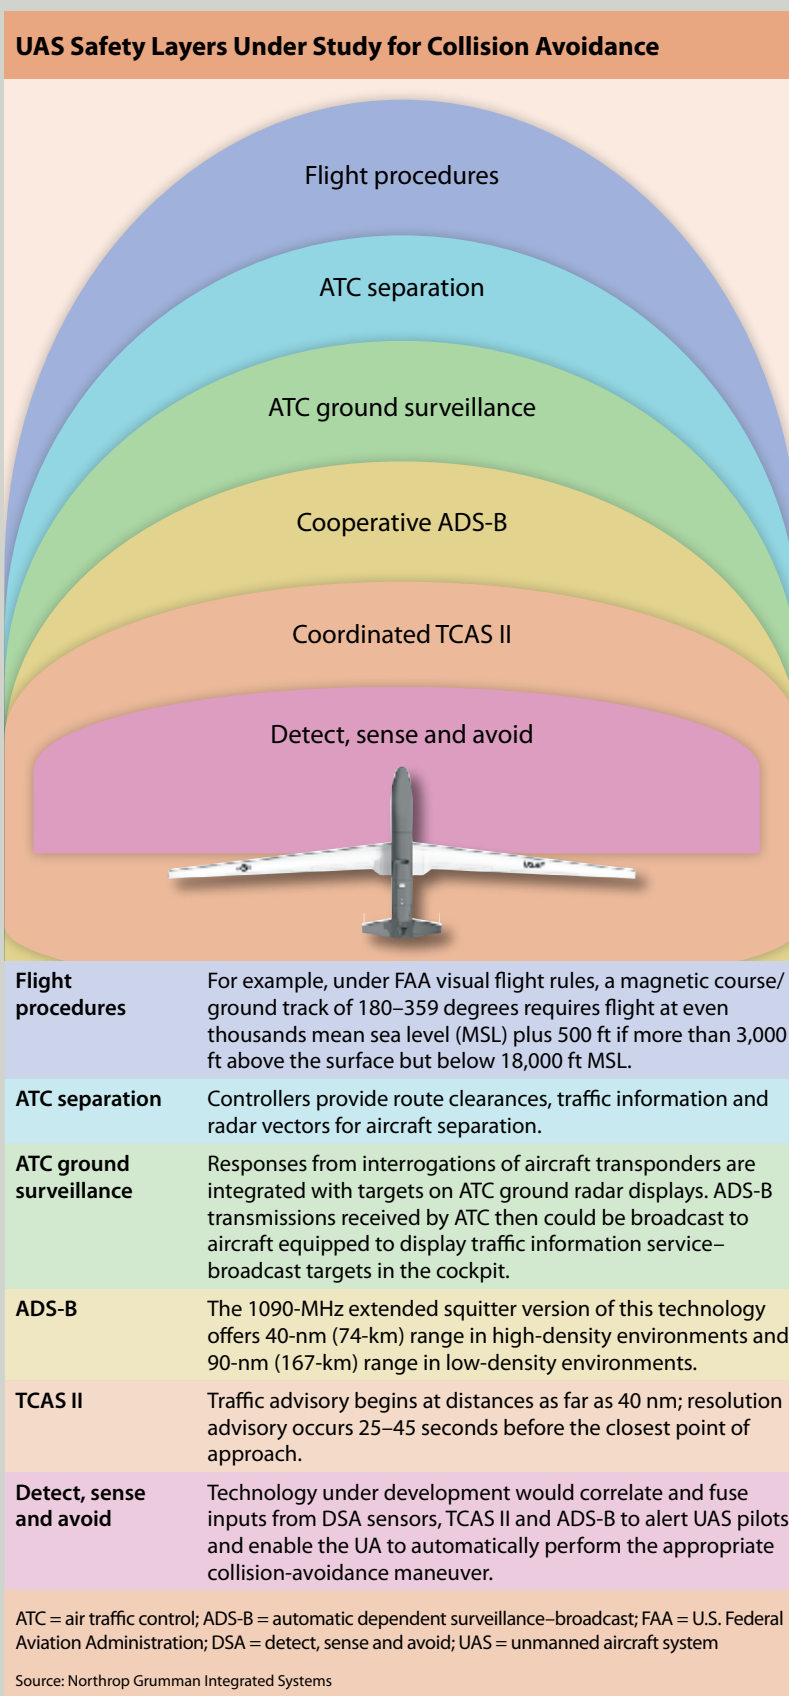 UAS Safety Layers Under Study for Collision Avoidance
Flight procedures
ATC separation
ATC ground surveillance
Cooperative ADS-B
Coordinated TCAS II
Detect, sense and avoid
Flight
procedures
For example, under FAA visual flight rules, a magnetic course/
ground track of 180–359 degrees requires flight at even
thousands mean sea level (MSL) plus 500 ft if more than 3,000
ft above the surface but below 18,000 ft MSL.
ATC separation
Controllers provide route clearances, traffic information and
radar vectors for aircraft separation.
ATC ground
surveillance
Responses from interrogations of aircraft transponders are
integrated with targets on ATC ground radar displays. ADS-B
transmissions received by ATC then could be broadcast to
aircraft equipped to display traffic information service–
broadcast targets in the cockpit.
ADS-B
The 1090-MHz extended squitter version of this technology
offers 40-nm (74-km) range in high-density environments and
90-nm (167-km) range in low-density environments.
TCAS II
Traffic advisory begins at distances as far as 40 nm; resolution
advisory occurs 25–45 seconds before the closest point of
approach.
Detect, sense
and avoid
Technology under development would correlate and fuse
inputs from DSA sensors, TCAS II and ADS-B to alert UAS pilots
and enable the UA to automatically perform the appropriate
collision-avoidance maneuver.
ATC = air traffic control; ADS-B = automatic dependent surveillance–broadcast; FAA = U.S. Federal
Aviation Administration; DSA = detect, sense and avoid; UAS = unmanned aircraft system
Source: Northrop Grumman Integrated Systems